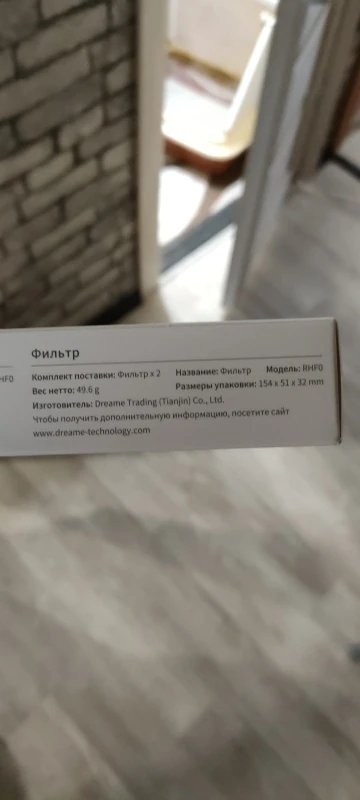 Фильтр
HF0
Комплект поставки: Фильтр x 2 Название: Фильтр Модель: RHF0
Вес нетто: 49.6 g Размеры упаковки: 154 x 51 x 32 mm
Изготовитель: Dreame Trading (Tianjin) Co., Ltd.
Чтобы получить дополнительную информацию, посетите сайт
www.dreame-technology.com